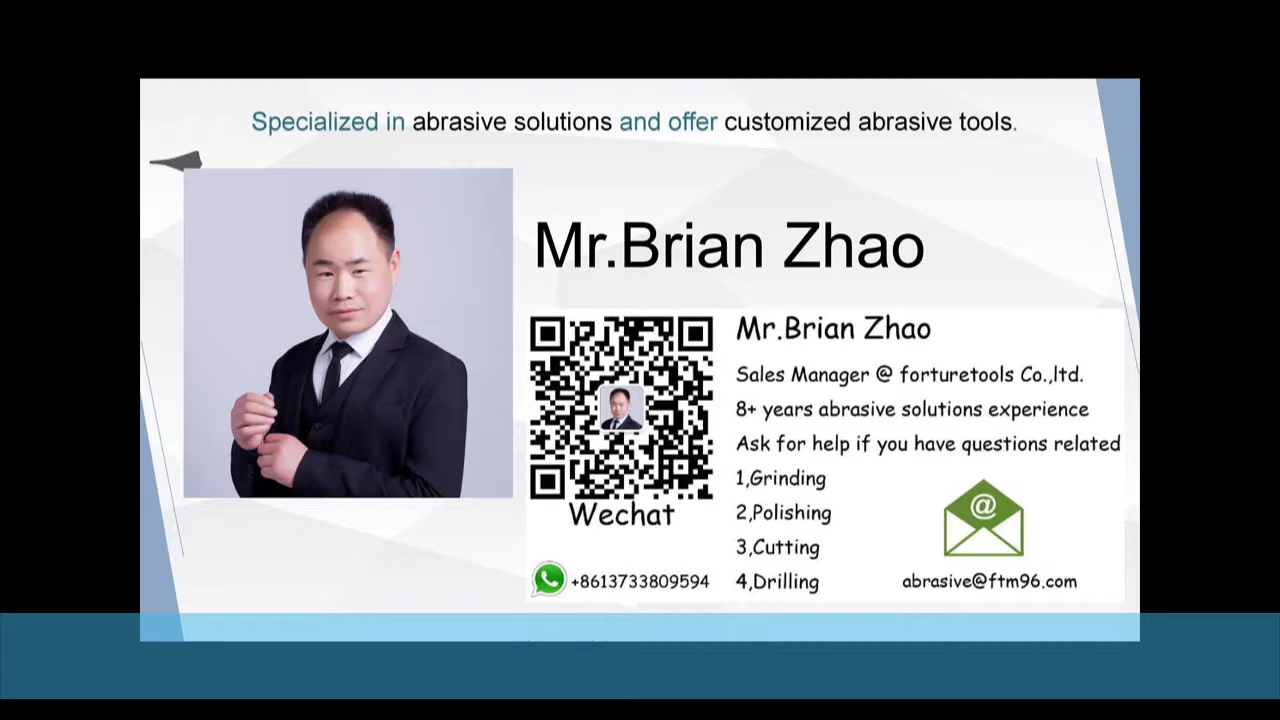 Specialized in abrasive solutions and offer customized abrasive tools.
Mr.Brian Zhao
Mr.Brian Zhao
Sales Manager @ forturetools Co.,ltd.
8+ years abrasive solutions experience
Ask for help if you have questions related
1,Grinding
2,Polishing
3,Cutting
4,Drilling
Wechat
+8613733809594
@
abrasive@ftm96.com